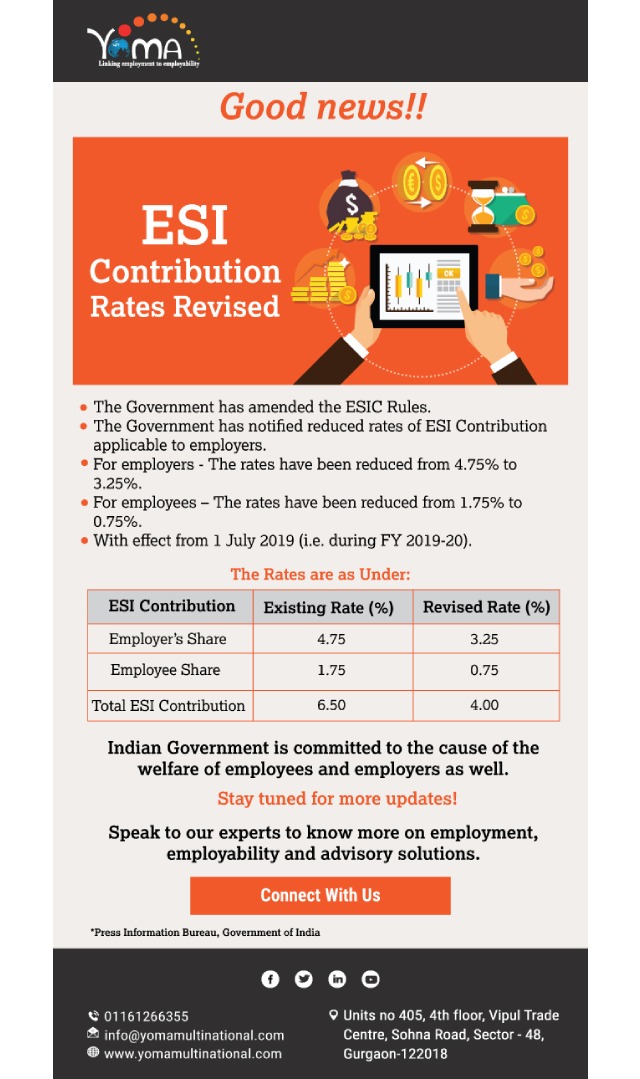 YOMA
Linking employment to employability
Good news!!
ESI
Contribution
Rates Revised
$
€ $
$
OK
$
$
$
• The Government has amended the ESIC Rules.
• The Government has notified reduced rates of ESI Contribution
applicable to employers.
• For employers - The rates have been reduced from 4.75% to
3.25%.
• For employees – The rates have been reduced from 1.75% to
0.75%.
• With effect from 1 July 2019 (i.e. during FY 2019-20).
The Rates are as Under:
ESI Contribution Existing Rate (%) Revised Rate (%)
Employer's Share 4.75 3.25
Employee Share 1.75 0.75
Total ESI Contribution 6.50 4.00
Indian Government is committed to the cause of the
welfare of employees and employers as well.
Stay tuned for more updates!
Speak to our experts to know more on employment,
employability and advisory solutions.
Connect With Us
*Press Information Bureau, Government of India
01161266355
info@yomamultinational.com
www.yomamultinational.com
Units no 405, 4th floor, Vipul Trade
Centre, Sohna Road, Sector - 48,
Gurgaon-122018